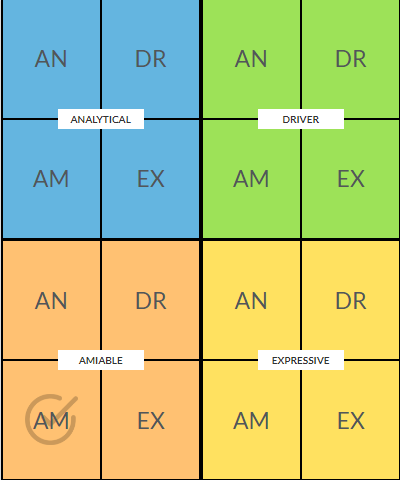 AN DR AN DR
ANALYTICAL DRIVER
AM EX AM EX
AN DR AN DR
AMIABLE EXPRESSIVE
AM EX AM EX